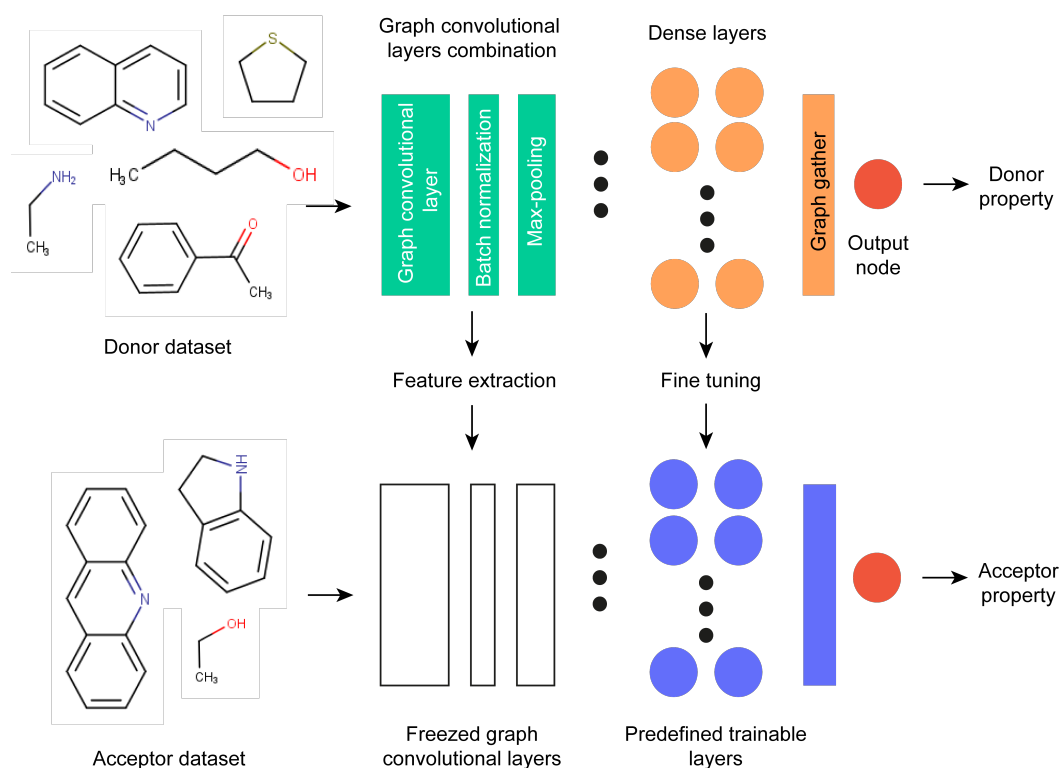 Graph convolutional
layers combination
Dense layers
S
N
NH₂
H₃C
OH
H₃C
O
CH₃
Donor dataset
Graph convolutional
layer
Batch normalization
Max-pooling
Graph gather
Output
node
Donor
property
Feature extraction
Fine tuning
NH
N
OH
CH₃
Acceptor dataset
Freezed graph
convolutional layers
Predefined trainable
layers
Acceptor
property